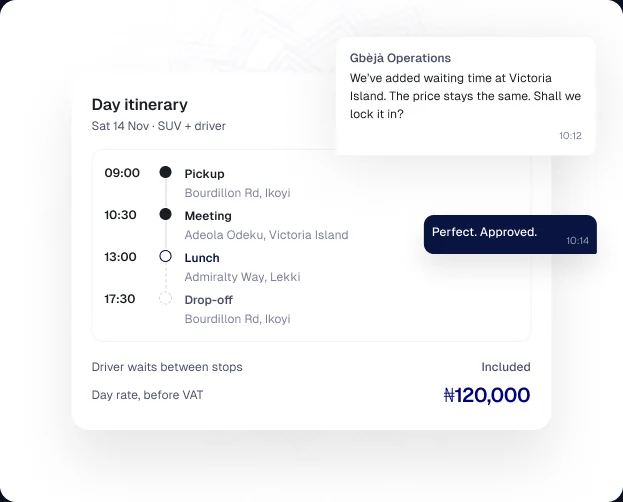 Gbèjà Operations
We've added waiting time at Victoria
Island. The price stays the same. Shall we
lock it in?
10:12
Day itinerary
Sat 14 Nov · SUV + driver
09:00 Pickup
Bourdillon Rd, Ikoyi
10:30 Meeting
Adeola Odeku, Victoria Island
Perfect. Approved.
10:14
13:00 Lunch
Admiralty Way, Lekki
17:30 Drop-off
Bourdillon Rd, Ikoyi
Driver waits between stops Included
Day rate, before VAT ₦120,000